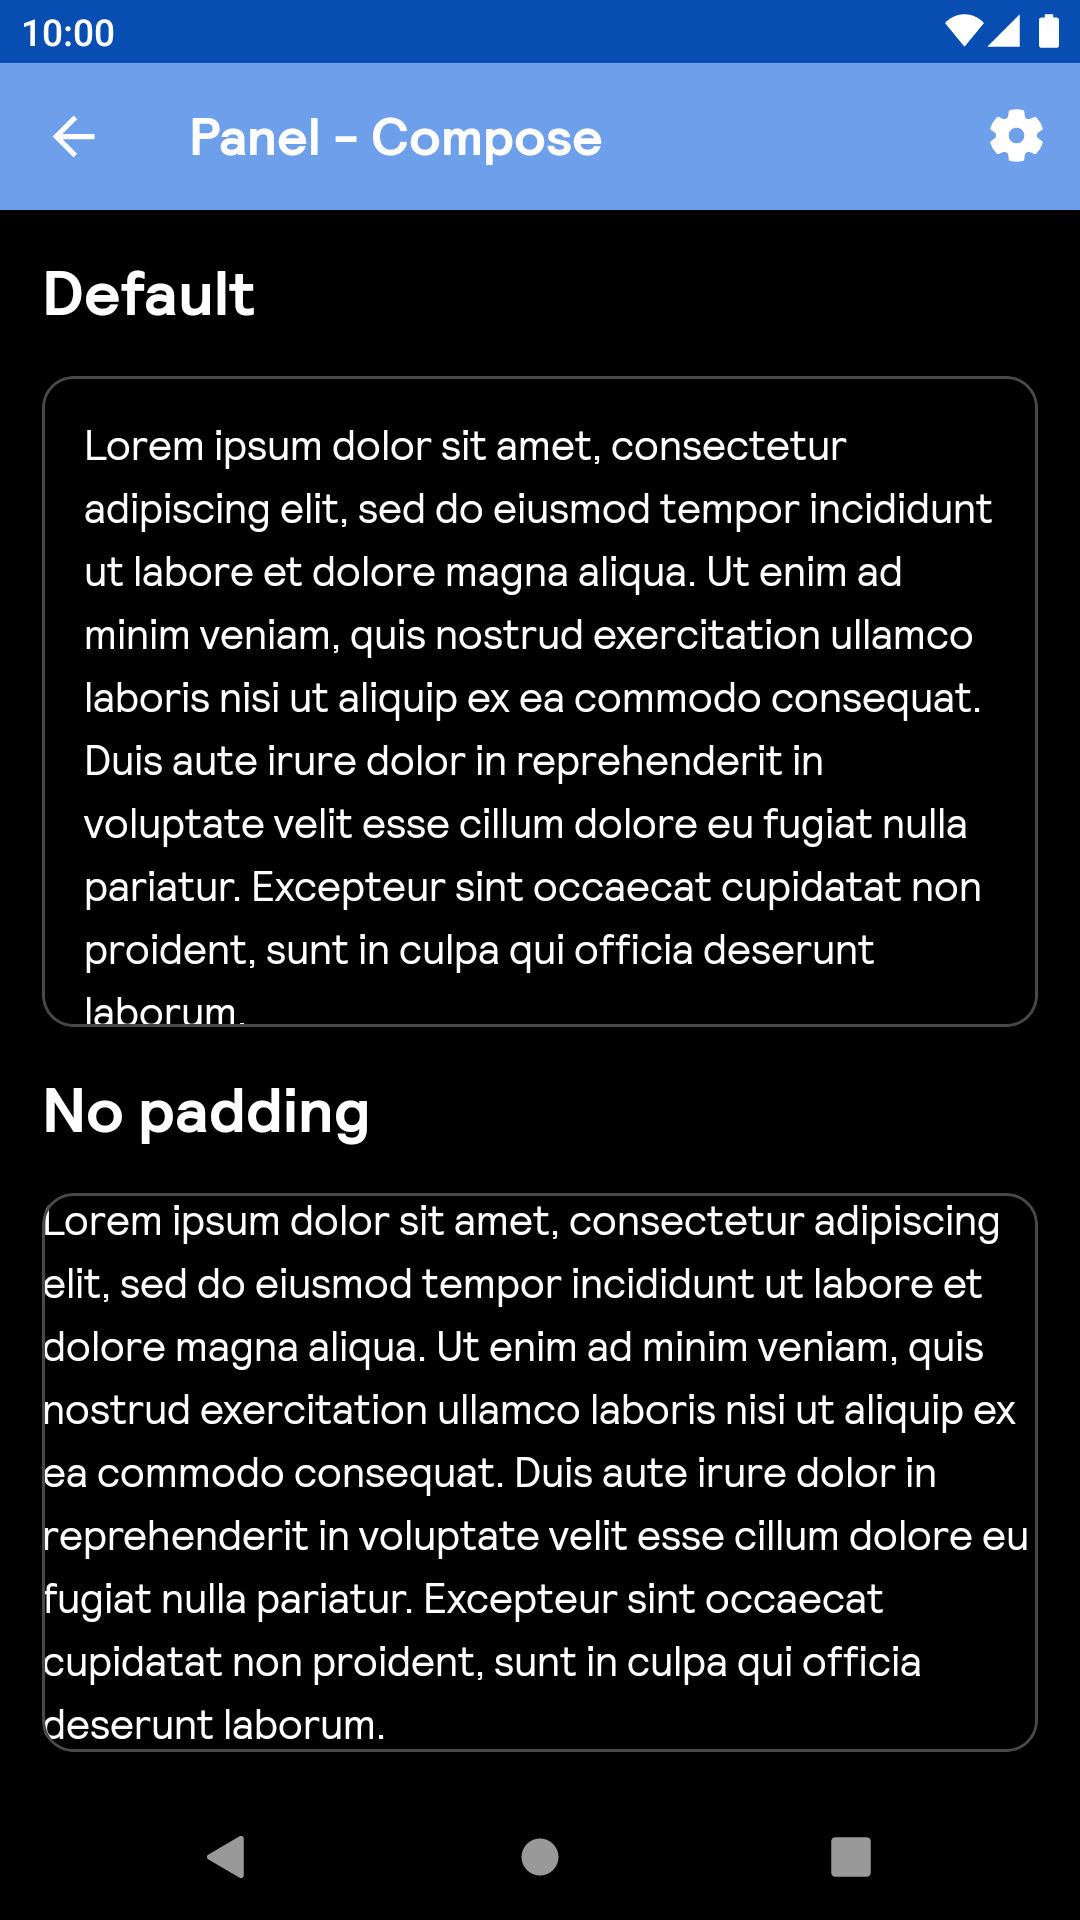 10:00
Panel - Compose
Default
Lorem ipsum dolor sit amet, consectetur
adipiscing elit, sed do eiusmod tempor incididunt
ut labore et dolore magna aliqua. Ut enim ad
minim veniam, quis nostrud exercitation ullamco
laboris nisi ut aliquip ex ea commodo consequat.
Duis aute irure dolor in reprehenderit in
voluptate velit esse cillum dolore eu fugiat nulla
pariatur. Excepteur sint occaecat cupidatat non
proident, sunt in culpa qui officia deserunt
laborum.
No padding
Lorem ipsum dolor sit amet, consectetur adipiscing
elit, sed do eiusmod tempor incididunt ut labore et
dolore magna aliqua. Ut enim ad minim veniam, quis
nostrud exercitation ullamco laboris nisi ut aliquip ex
ea commodo consequat. Duis aute irure dolor in
reprehenderit in voluptate velit esse cillum dolore eu
fugiat nulla pariatur. Excepteur sint occaecat
cupidatat non proident, sunt in culpa qui officia
deserunt laborum.